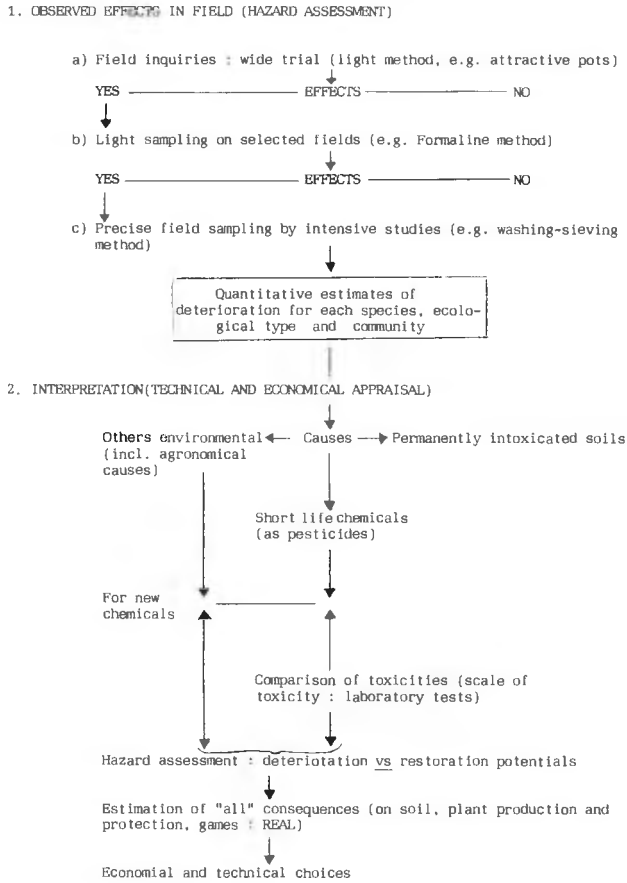 1. OBSERVED EFFECTS IN FIELD (HAZARD ASSESSMENT)
a) Field inquiries : wide trial (light method, e.g. attractive pots)
YES EFFECTS NO
b) Light sampling on selected fields (e.g. Formaline method)
YES EFFECTS NO
c) Precise field sampling by intensive studies (e.g. washing-sieving
method)
Quantitative estimates of
deterioration for each species, ecolo-
gical type and community
2. INTERPRETATION(TECHNICAL AND ECONOMICAL APPRAISAL)
Others environmental Causes Permanently intoxicated soils
(incl. agronomical
causes)
Short life chemicals
(as pesticides)
For new
chemicals
Comparison of toxicities (scale of
toxicity : laboratory tests)
Hazard assessment : deteriotation vs restoration potentials
Estimation of "all" consequences (on soil, plant production and
protection, games : REAL)
Economial and technical choices